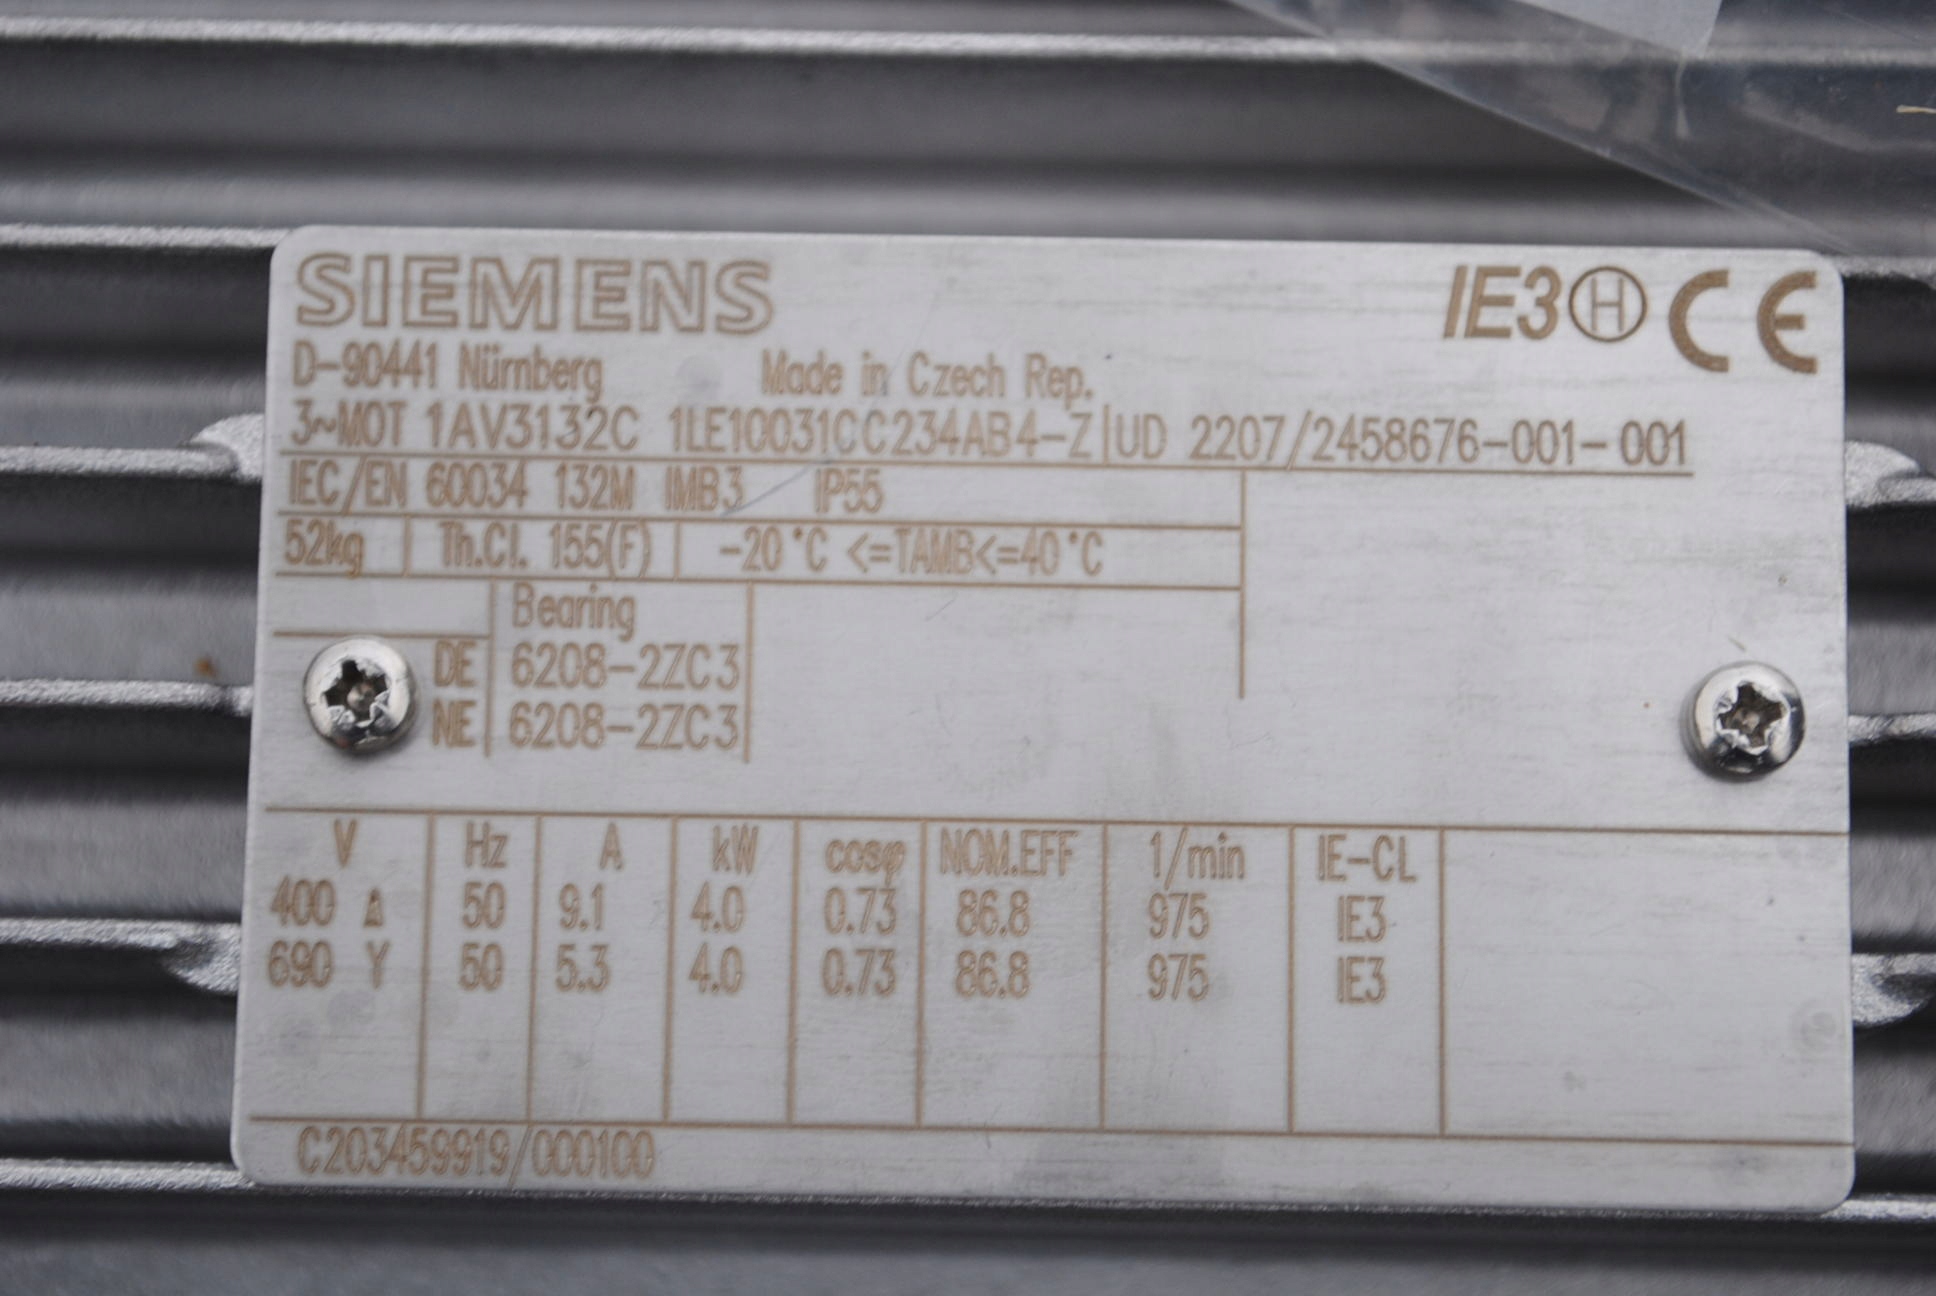 SIEMENS IE3 H CE
D-90441 Nürnberg Made in Czech Rep.
3~MOT 1AV3132C 1LE10031CC234AB4-Z UD 2207/2458676-001-001
IEC/EN 60034 132M IMB3 IP55
52kg Th.Cl. 155(F) -20°C <=TAMB<=40°C
Bearing
DE 6208-2ZC3
NE 6208-2ZC3
V Hz A kW cosφ NOM.EFF 1/min IE-CL
400 Δ 50 9.1 4.0 0.73 86.8 975 IE3
690 Y 50 5.3 4.0 0.73 86.8 975 IE3
C203459919/000100